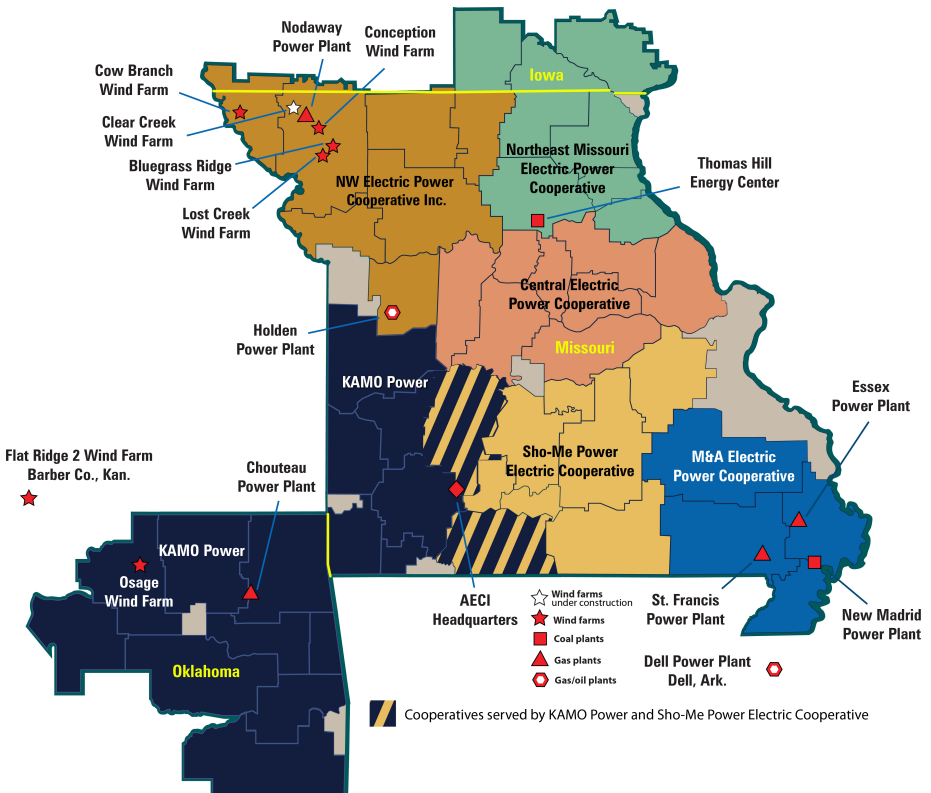 Nodaway
Power Plant
Conception
Wind Farm
Cow Branch
Wind Farm
Iowa
Clear Creek
Wind Farm
Bluegrass Ridge
Wind Farm
Lost Creek
Wind Farm
NW Electric Power
Cooperative Inc.
Northeast Missouri
Electric Power
Cooperative
Thomas Hill
Energy Center
Central Electric
Power Cooperative
Holden
Power Plant
Missouri
KAMO Power
Essex
Power Plant
Flat Ridge 2 Wind Farm
Barber Co., Kan.
Chouteau
Power Plant
Sho-Me Power
Electric Cooperative
M&A Electric
Power Cooperative
KAMO Power
Osage
Wind Farm
Oklahoma
AECI
Headquarters
Wind farms
under construction
Wind farms
Coal plants
Gas plants
Gas/oil plants
St. Francis
Power Plant
New Madrid
Power Plant
Dell Power Plant
Dell, Ark.
Cooperatives served by KAMO Power and Sho-Me Power Electric Cooperative